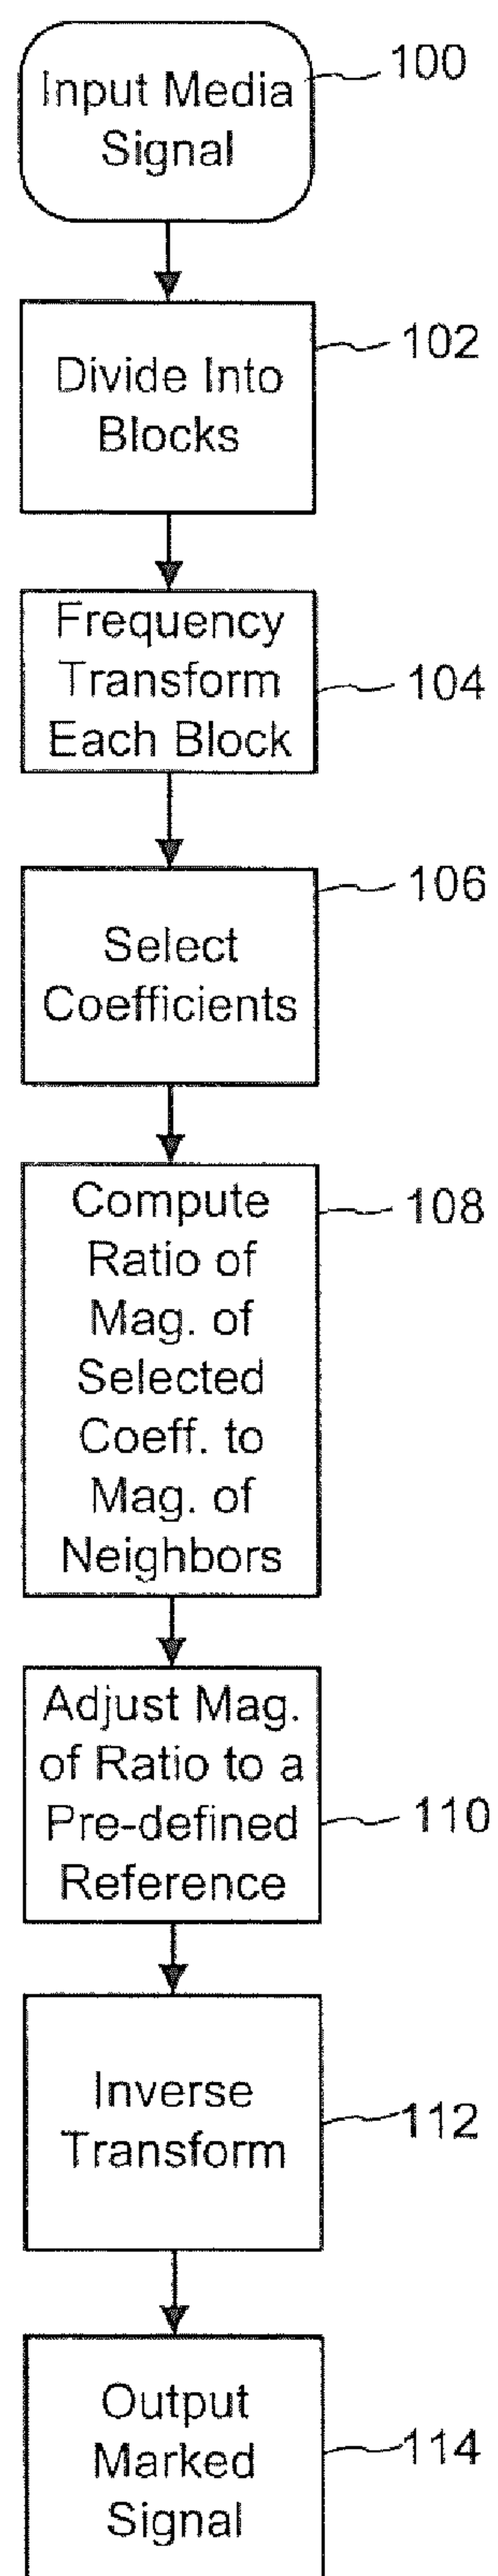 Input Media
Signal
100
Divide Into
Blocks
102
Frequency
Transform
Each Block
104
Select
Coefficients
106
Compute
Ratio of
Mag. of
Selected
Coeff. to
Mag. of
Neighbors
108
Adjust Mag.
of Ratio to a
Pre-defined
Reference
110
Inverse
Transform
112
Output
Marked
Signal
114